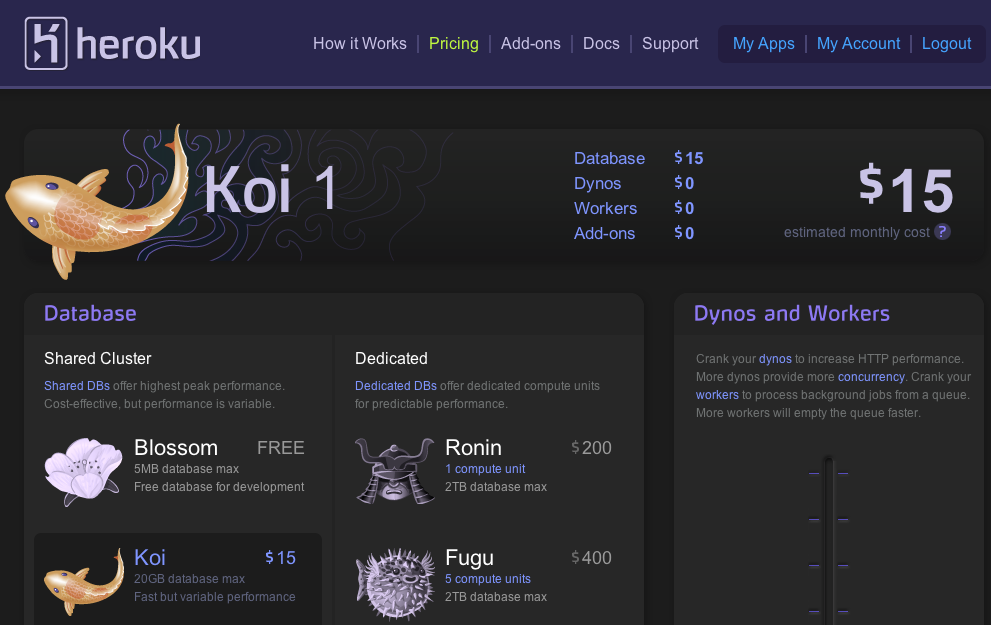 heroku
How it Works | Pricing | Add-ons | Docs | Support
My Apps | My Account | Logout
Koi 1
Database $15
Dynos $0
Workers $0
Add-ons $0
$15
estimated monthly cost ?
Database
Shared Cluster
Shared DBs offer highest peak performance.
Cost-effective, but performance is variable.
Blossom FREE
5MB database max
Free database for development
Koi $15
20GB database max
Fast but variable performance
Dedicated
Dedicated DBs offer dedicated compute units
for predictable performance.
Ronin $200
1 compute unit
2TB database max
Fugu $400
5 compute units
2TB database max
Dynos and Workers
Crank your dynos to increase HTTP performance.
More dynos provide more concurrency. Crank your
workers to process background jobs from a queue.
More workers will empty the queue faster.